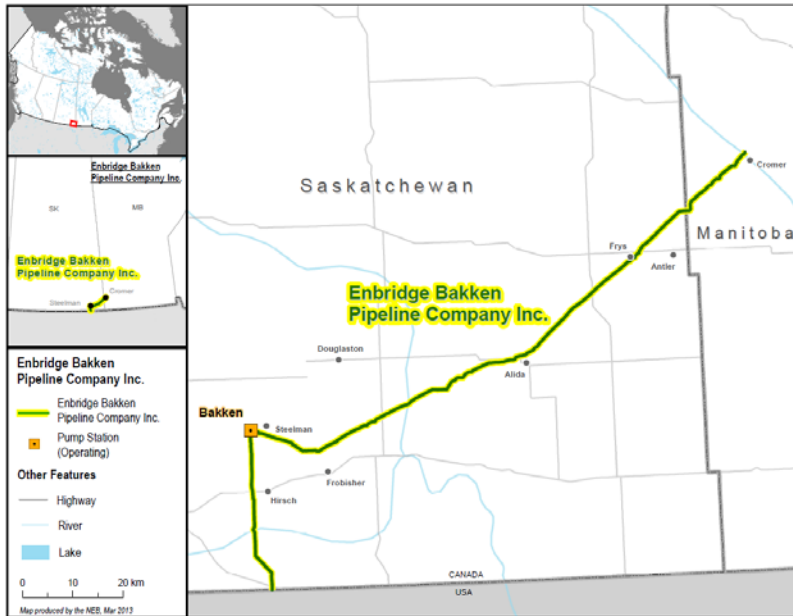 Enbridge Bakken
Pipeline Company Inc.
SK
MB
Enbridge Bakken
Pipeline Company Inc.
Steelman
Cromer
Enbridge Bakken
Pipeline Company Inc.
Enbridge Bakken
Pipeline Company Inc.
Pump Station
(Operating)
Other Features
Highway
River
Lake
0 10 20 km
Map produced by the NEB, Mar 2013
Saskatchewan
Cromer
Manitoba
Frys
Antler
Enbridge Bakken
Pipeline Company Inc.
Douglaston
Alida
Bakken
Steelman
Frobisher
Hirsch
CANADA
USA